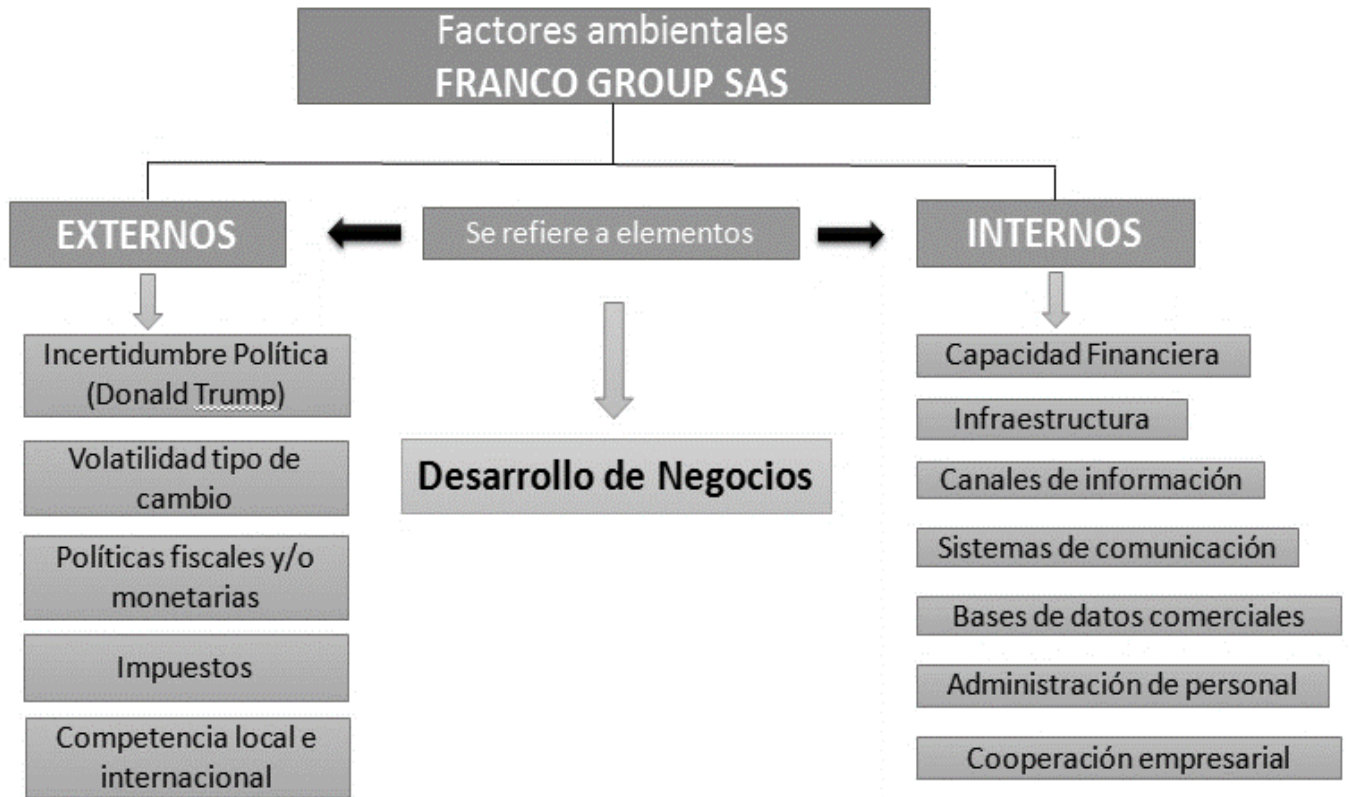 Factores ambientales
FRANCO GROUP SAS
EXTERNOS
Se refiere a elementos
INTERNOS
Incertidumbre Política
(Donald Trump)
Volatilidad tipo de
cambio
Políticas fiscales y/o
monetarias
Impuestos
Competencia local e
internacional
Desarrollo de Negocios
Capacidad Financiera
Infraestructura
Canales de información
Sistemas de comunicación
Bases de datos comerciales
Administración de personal
Cooperación empresarial